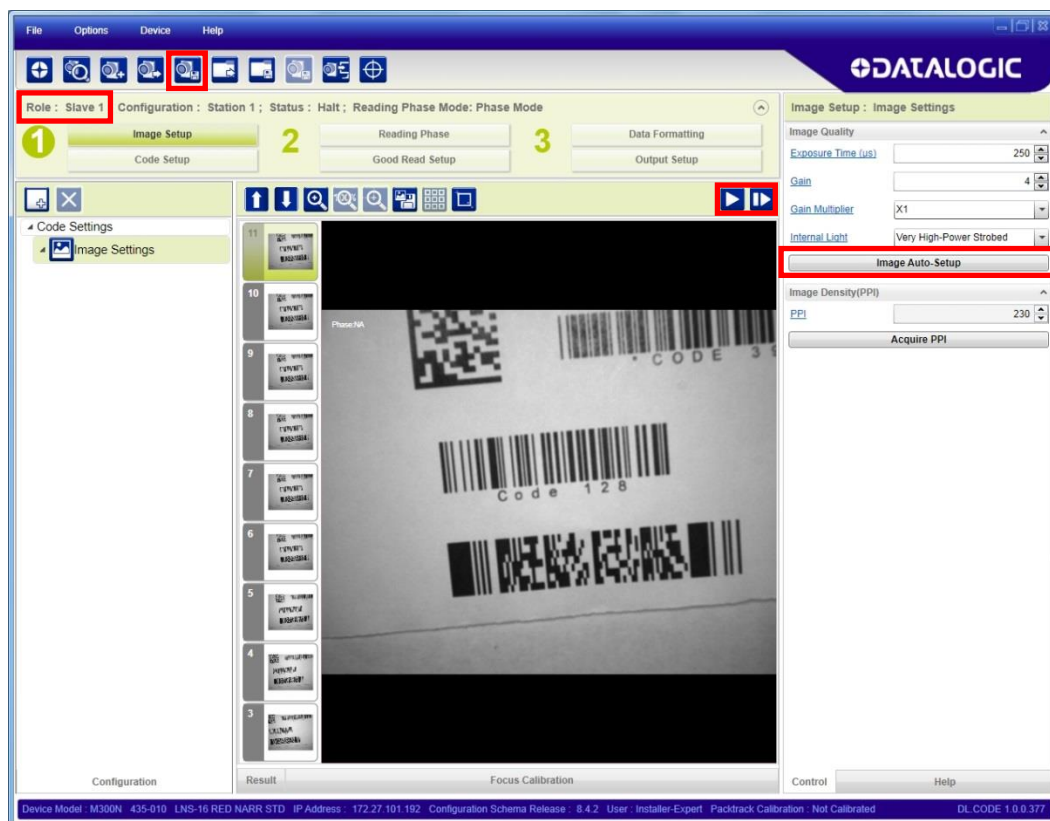 File Options Device Help
DATALOGIC
Role : Slave 1 Configuration : Station 1 ; Status : Halt ; Reading Phase Mode: Phase Mode
1 Image Setup 2 Reading Phase 3 Data Formatting
Code Setup Good Read Setup Output Setup
Code Settings
Image Settings
11
10
9
8
7
6
5
4
3
Phase:NA
* CODE 39
Code 128
Image Setup : Image Settings
Image Quality
Exposure Time (µs) 250
Gain 4
Gain Multiplier X1
Internal Light Very High-Power Strobed
Image Auto-Setup
Image Density(PPI)
PPI 230
Acquire PPI
Configuration Result Focus Calibration Control Help
Device Model : M300N 435-010 LNS-16 RED NARR STD IP Address : 172.27.101.192 Configuration Schema Release : 8.4.2 User : Installer-Expert Packtrack Calibration : Not Calibrated DL.CODE 1.0.0.377